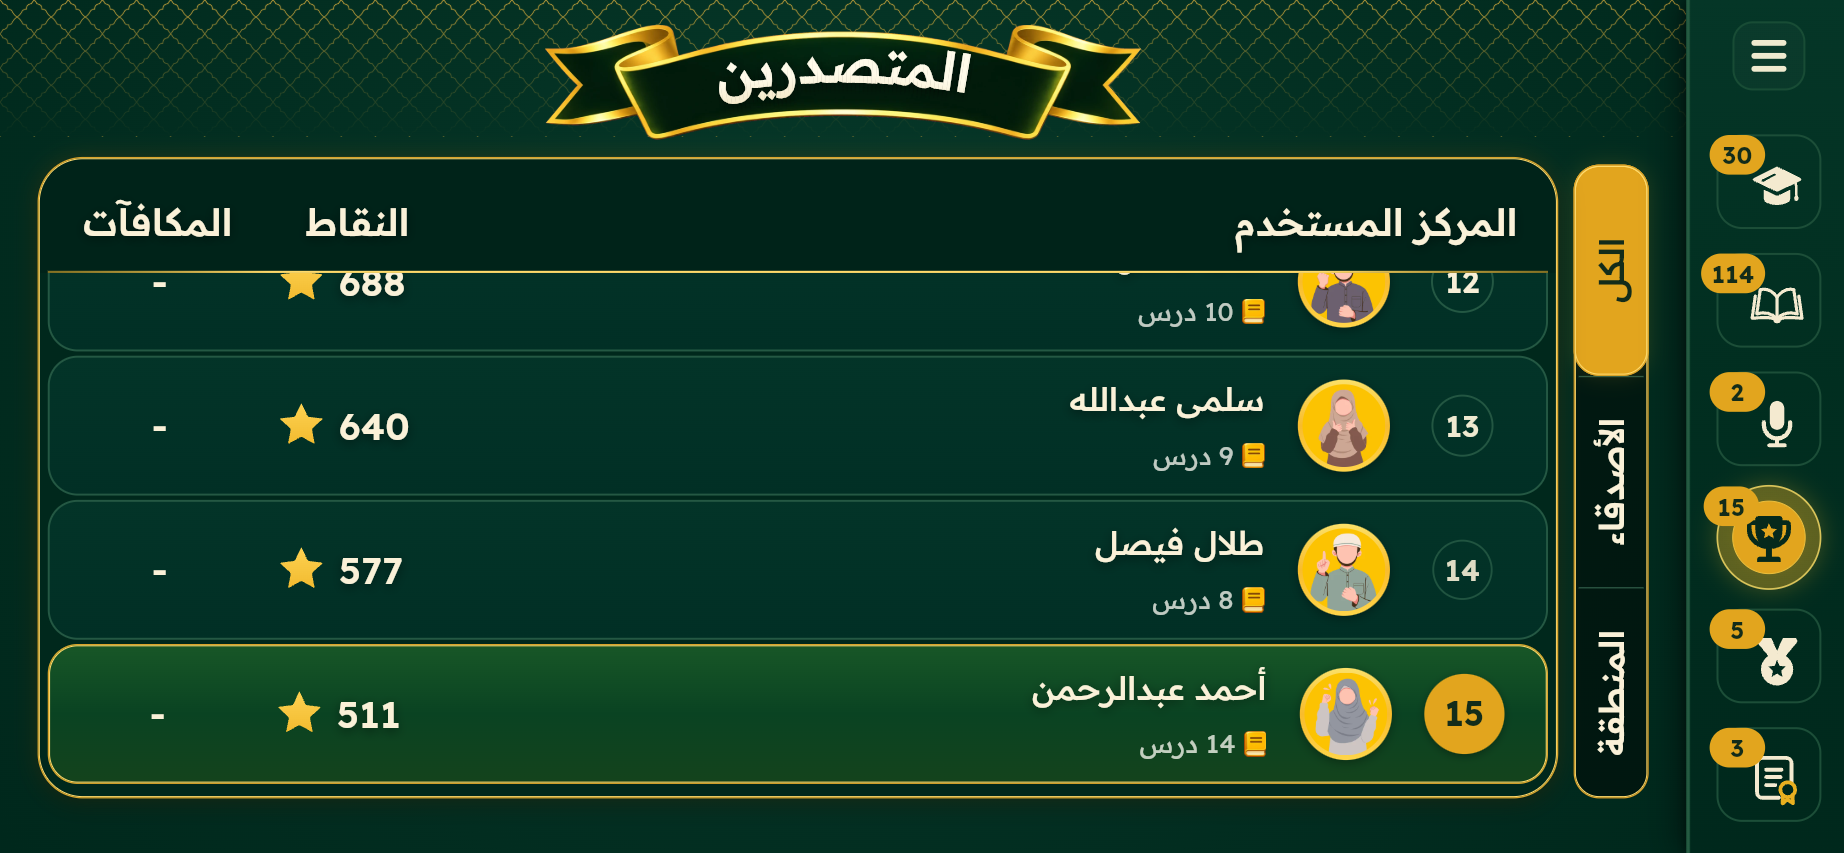 المتصدرين
المركز المستخدم النقاط المكافآت
12 688 -
10 درس
13 سلمى عبدالله 640 -
9 درس
14 طلال فيصل 577 -
8 درس
15 أحمد عبدالرحمن 511 -
14 درس
الكل
الأصدقاء
المنطقة
30
114
2
15
5
3